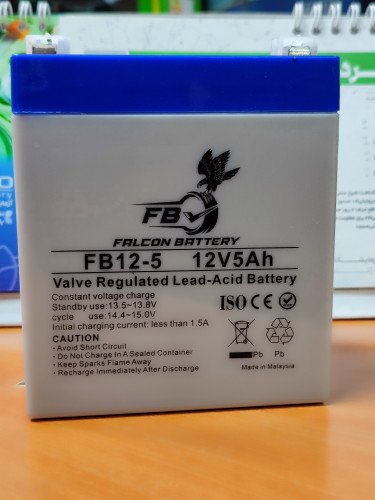 FB
FALCON BATTERY
FB12-5 12V5Ah
Valve Regulated Lead-Acid Battery
Constant voltage charge
Standby use:13.5~13.8V
cycle use:14.4~15.0V
Initial charging current: less than 1.5A
ISO CE
CAUTION
• Avoid Short Circuit
• Do Not Charge In A Sealed Container
• Keep Sparks Flame Away
• Recharge Immediately After Discharge
Pb Pb
Made in Malaysia